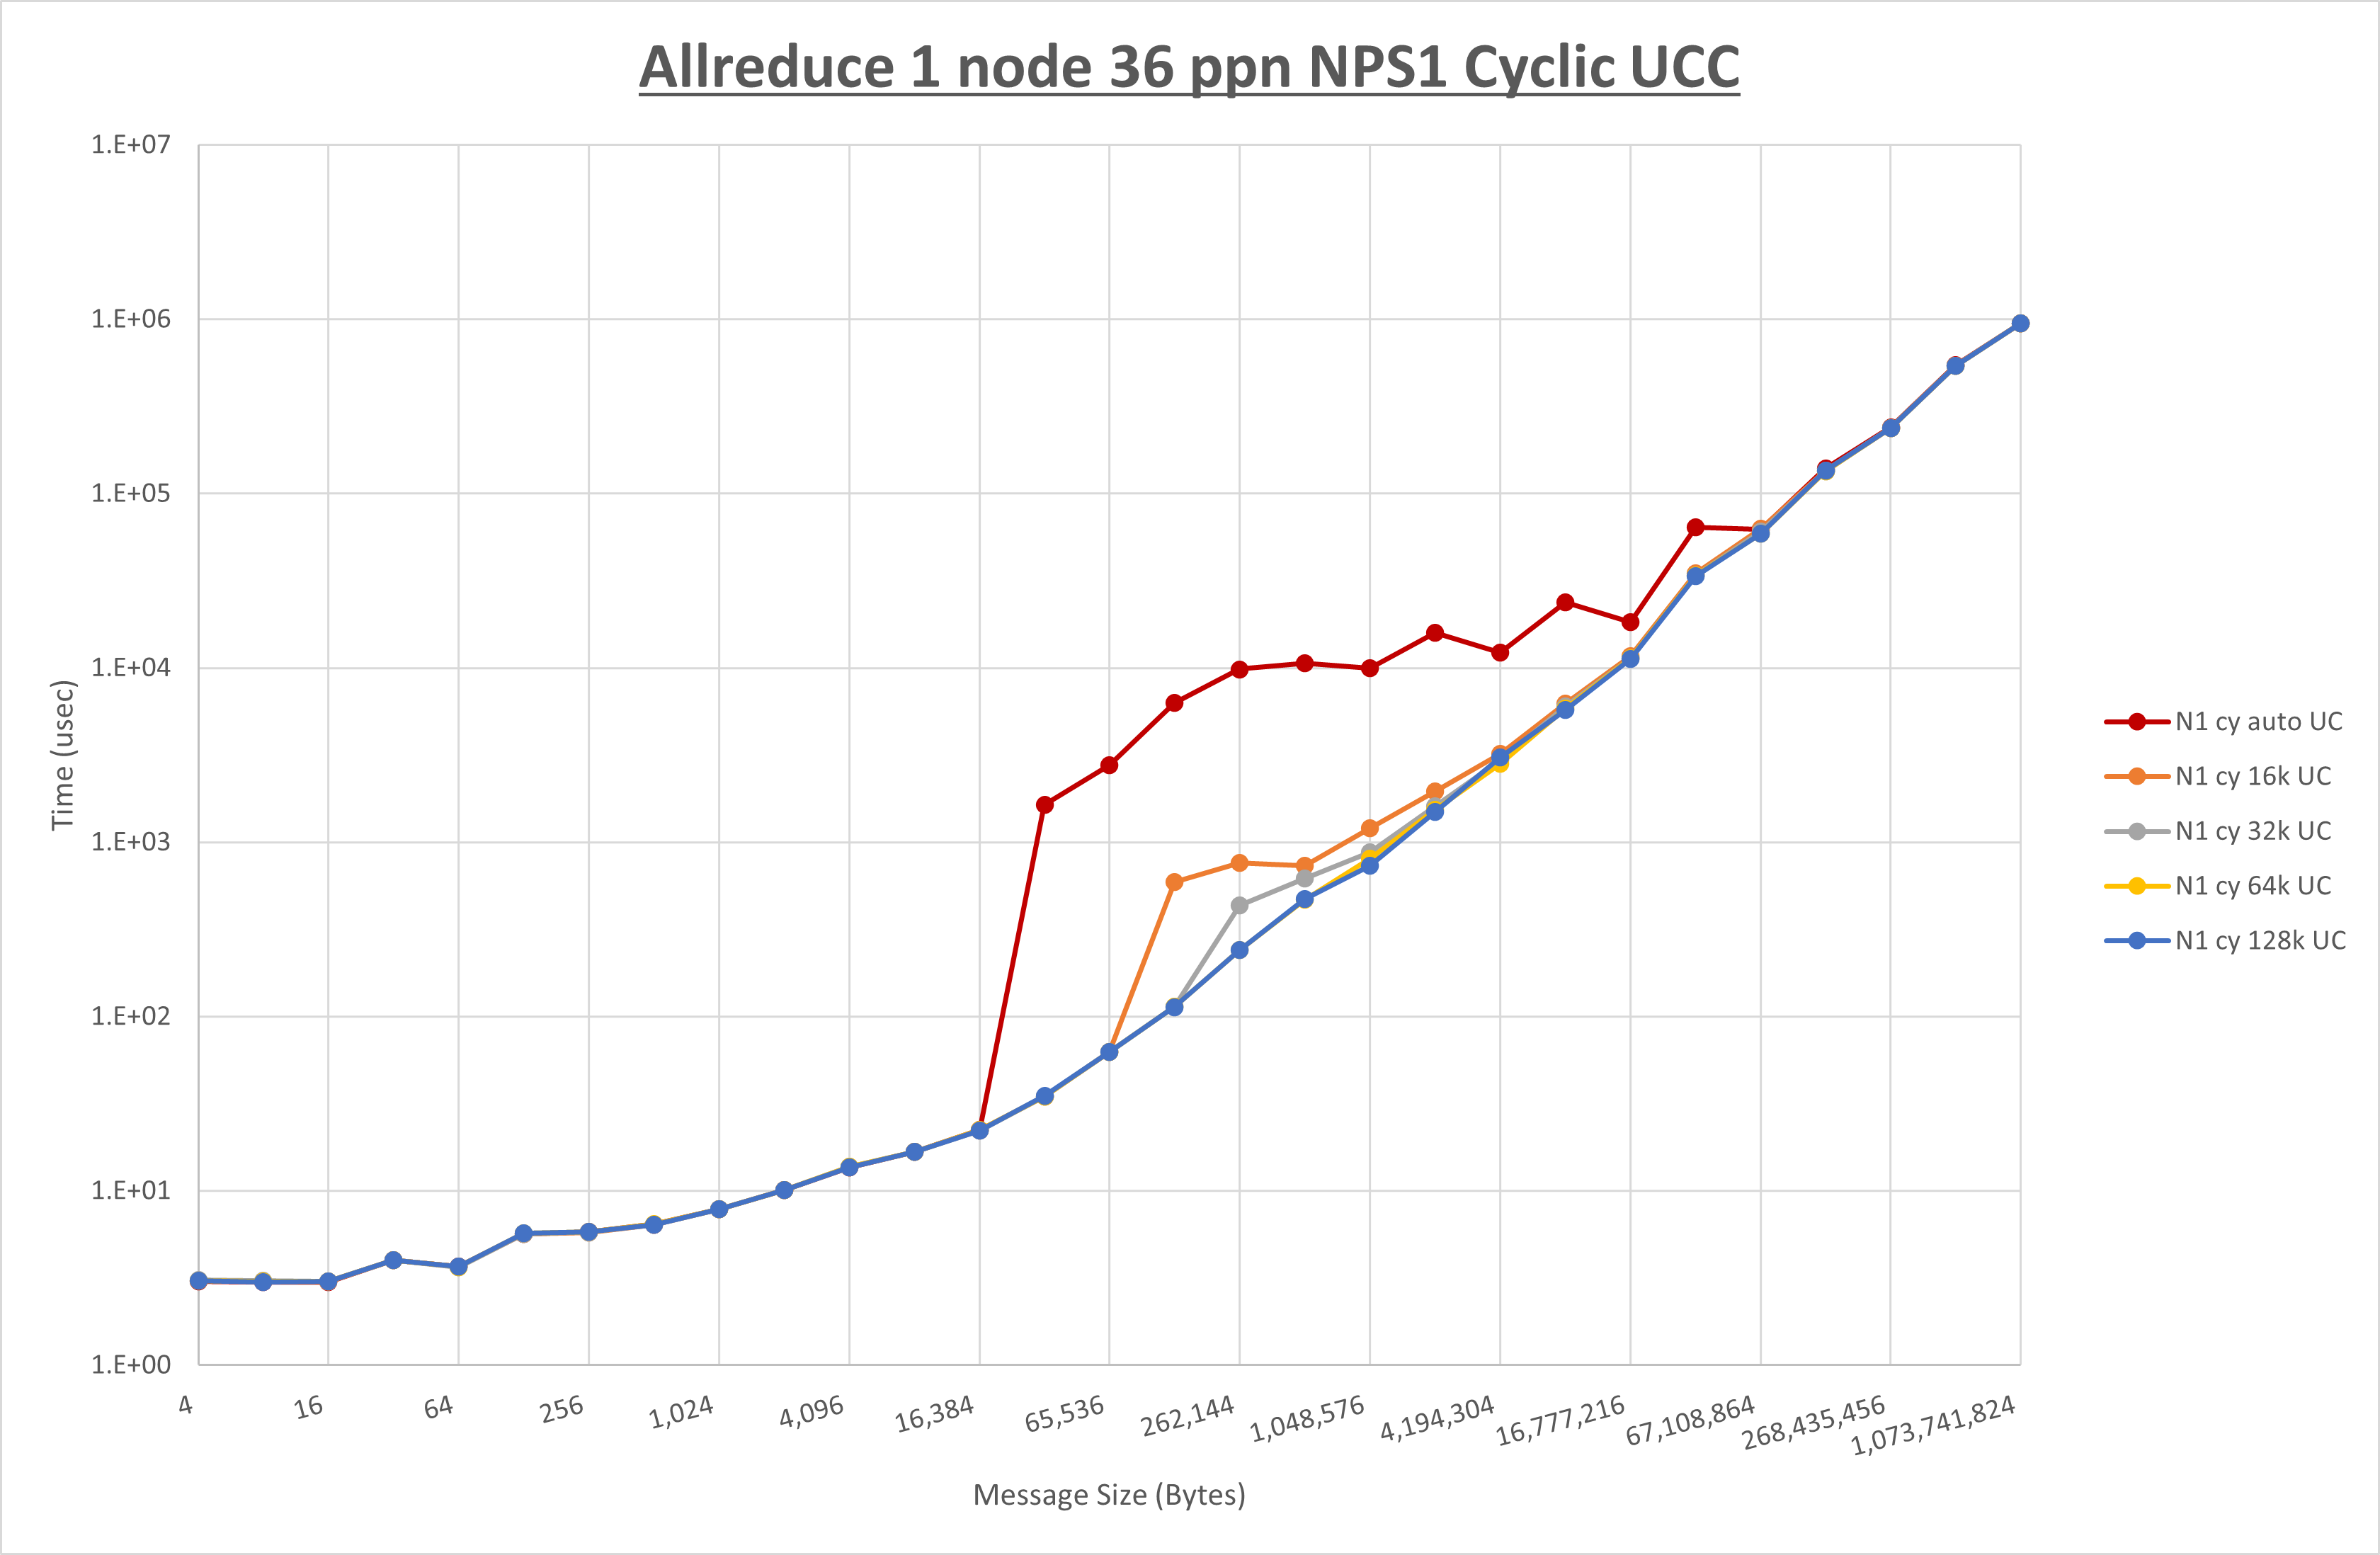 Allreduce 1 node 36 ppn NPS1 Cyclic UCC
1.E+07
1.E+06
1.E+05
1.E+04
1.E+03
1.E+02
1.E+01
1.E+00
Time (usec)
4
16
64
256
1,024
4,096
16,384
65,536
262,144
1,048,576
4,194,304
16,777,216
67,108,864
268,435,456
1,073,741,824
Message Size (Bytes)
N1 cy auto UC
N1 cy 16k UC
N1 cy 32k UC
N1 cy 64k UC
N1 cy 128k UC